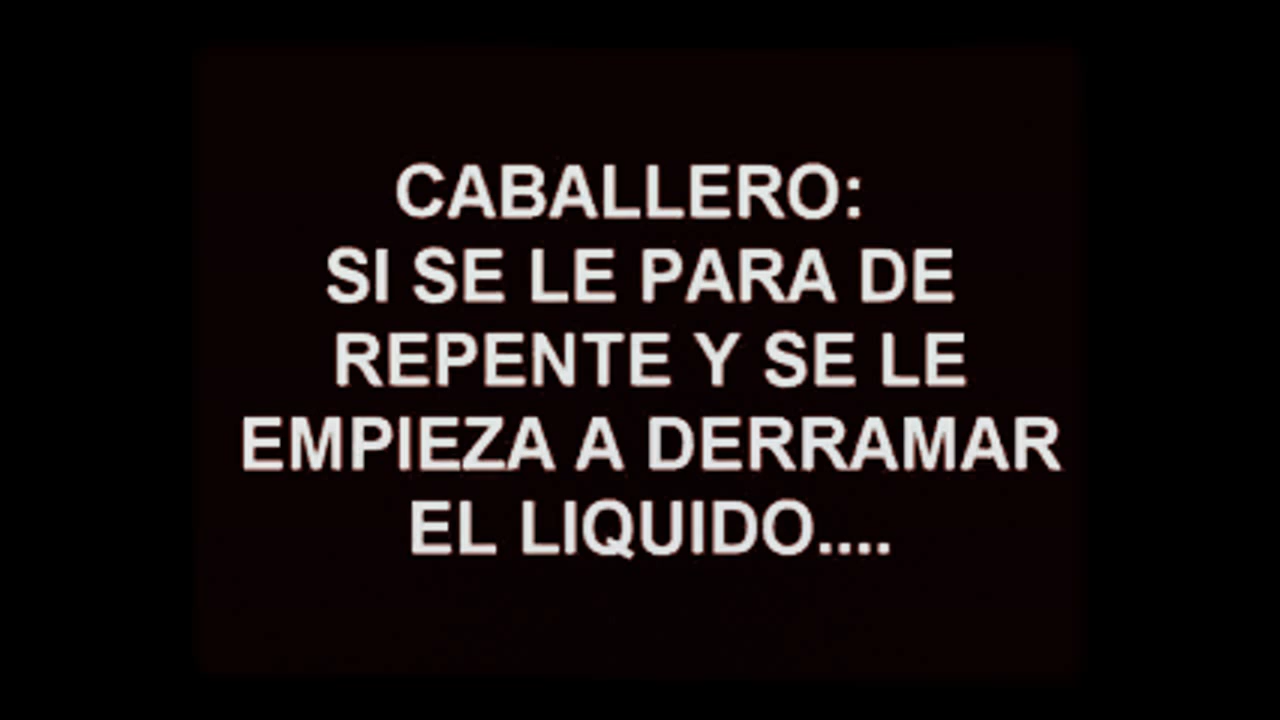 CABALLERO:
SI SE LE PARA DE
REPENTE Y SE LE
EMPIEZA A DERRAMAR
EL LIQUIDO....